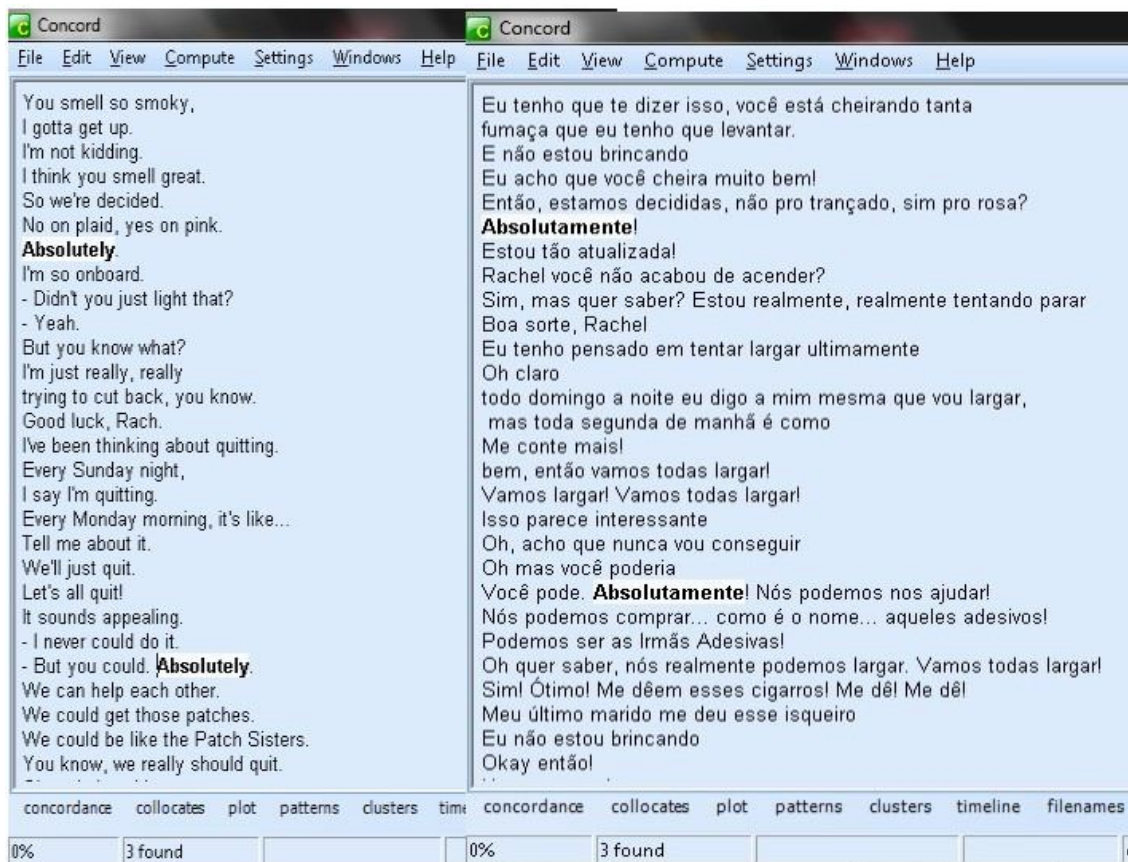 Concord
File Edit View Compute Settings Windows Help
You smell so smoky,
I gotta get up.
I'm not kidding.
I think you smell great.
So we're decided.
No on plaid, yes on pink.
Absolutely.
I'm so onboard.
- Didn't you just light that?
- Yeah.
But you know what?
I'm just really, really
trying to cut back, you know.
Good luck, Rach.
I've been thinking about quitting.
Every Sunday night,
I say I'm quitting.
Every Monday morning, it's like...
Tell me about it.
We'll just quit.
Let's all quit!
It sounds appealing.
- I never could do it.
- But you could. Absolutely.
We can help each other.
We could get those patches.
We could be like the Patch Sisters.
You know, we really should quit.
concordance collocates plot patterns clusters time
0% 3 found
Concord
File Edit View Compute Settings Windows Help
Eu tenho que te dizer isso, você está cheirando tanta
fumaça que eu tenho que levantar.
E não estou brincando
Eu acho que você cheira muito bem!
Então, estamos decididas, não pro trançado, sim pro rosa?
Absolutamente!
Estou tão atualizada!
Rachel você não acabou de acender?
Sim, mas quer saber? Estou realmente, realmente tentando parar
Boa sorte, Rachel
Eu tenho pensado em tentar largar ultimamente
Oh claro
todo domingo a noite eu digo a mim mesma que vou largar,
mas toda segunda de manhã é como
Me conte mais!
bem, então vamos todas largar!
Vamos largar! Vamos todas largar!
Isso parece interessante
Oh, acho que nunca vou conseguir
Oh mas você poderia
Você pode. Absolutamente! Nós podemos nos ajudar!
Nós podemos comprar... como é o nome... aqueles adesivos!
Podemos ser as Irmãs Adesivas!
Oh quer saber, nós realmente podemos largar. Vamos todas largar!
Sim! Ótimo! Me dêem esses cigarros! Me dê! Me dê!
Meu último marido me deu esse isqueiro
Eu não estou brincando
Okay então!
concordance collocates plot patterns clusters timeline filenames
0% 3 found